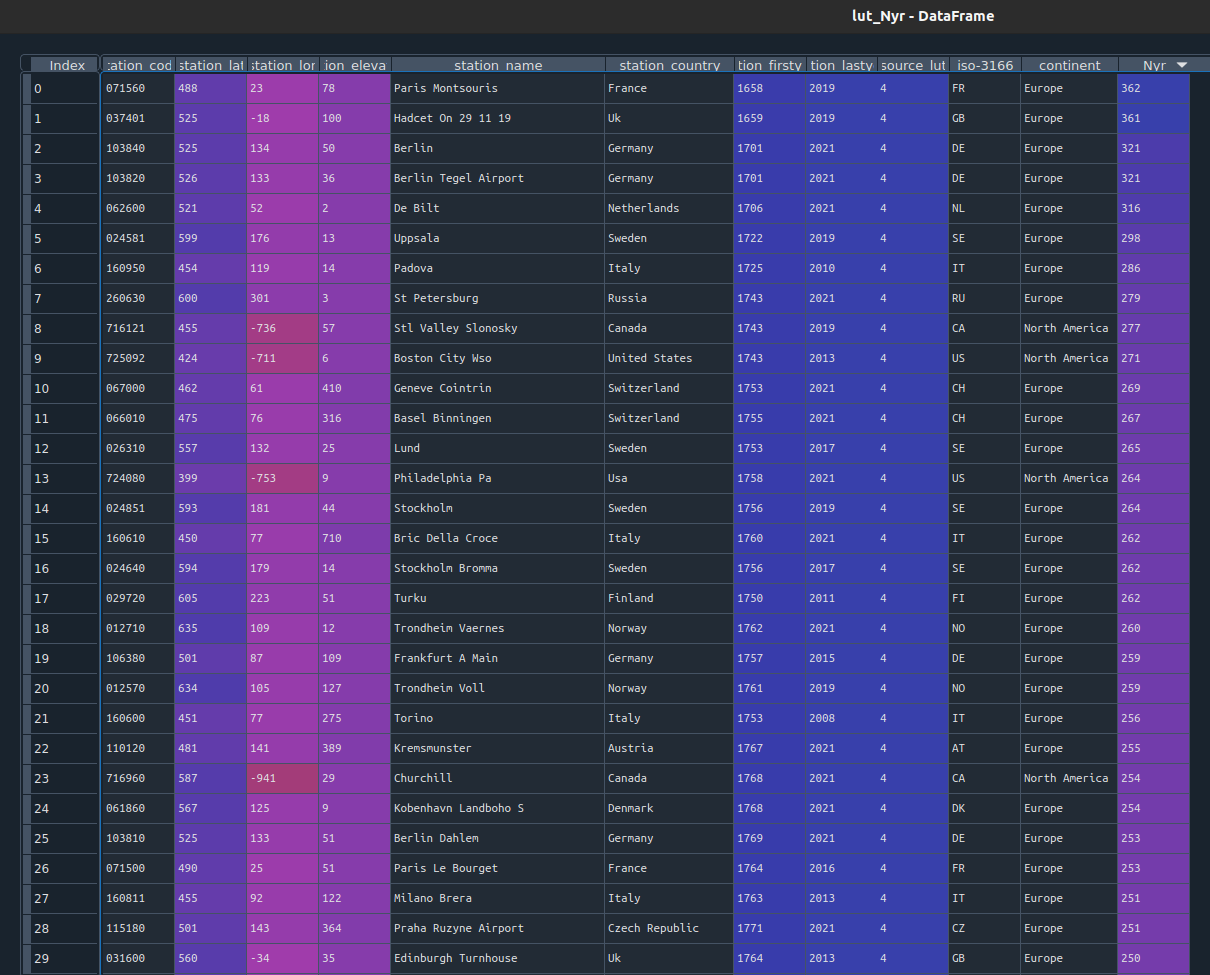 lut_Nyr - DataFrame
Index tation_cod station_lat station_lon ion_eleva station_name station_country tion_firsty tion_lasty source_lut iso-3166 continent Nyr
0 071560 488 23 78 Paris Montsouris France 1658 2019 4 FR Europe 362
1 037401 525 -18 100 Hadcet On 29 11 19 Uk 1659 2019 4 GB Europe 361
2 103840 525 134 50 Berlin Germany 1701 2021 4 DE Europe 321
3 103820 526 133 36 Berlin Tegel Airport Germany 1701 2021 4 DE Europe 321
4 062600 521 52 2 De Bilt Netherlands 1706 2021 4 NL Europe 316
5 024581 599 176 13 Uppsala Sweden 1722 2019 4 SE Europe 298
6 160950 454 119 14 Padova Italy 1725 2010 4 IT Europe 286
7 260630 600 301 3 St Petersburg Russia 1743 2021 4 RU Europe 279
8 716121 455 -736 57 Stl Valley Slonosky Canada 1743 2019 4 CA North America 277
9 725092 424 -711 6 Boston City Wso United States 1743 2013 4 US North America 271
10 067000 462 61 410 Geneve Cointrin Switzerland 1753 2021 4 CH Europe 269
11 066010 475 76 316 Basel Binningen Switzerland 1755 2021 4 CH Europe 267
12 026310 557 132 25 Lund Sweden 1753 2017 4 SE Europe 265
13 724080 399 -753 9 Philadelphia Pa Usa 1758 2021 4 US North America 264
14 024851 593 181 44 Stockholm Sweden 1756 2019 4 SE Europe 264
15 160610 450 77 710 Bric Della Croce Italy 1760 2021 4 IT Europe 262
16 024640 594 179 14 Stockholm Bromma Sweden 1756 2017 4 SE Europe 262
17 029720 605 223 51 Turku Finland 1750 2011 4 FI Europe 262
18 012710 635 109 12 Trondheim Vaernes Norway 1762 2021 4 NO Europe 260
19 106380 501 87 109 Frankfurt A Main Germany 1757 2015 4 DE Europe 259
20 012570 634 105 127 Trondheim Voll Norway 1761 2019 4 NO Europe 259
21 160600 451 77 275 Torino Italy 1753 2008 4 IT Europe 256
22 110120 481 141 389 Kremsmunster Austria 1767 2021 4 AT Europe 255
23 716960 587 -941 29 Churchill Canada 1768 2021 4 CA North America 254
24 061860 567 125 9 Kobenhavn Landboho S Denmark 1768 2021 4 DK Europe 254
25 103810 525 133 51 Berlin Dahlem Germany 1769 2021 4 DE Europe 253
26 071500 490 25 51 Paris Le Bourget France 1764 2016 4 FR Europe 253
27 160811 455 92 122 Milano Brera Italy 1763 2013 4 IT Europe 251
28 115180 501 143 364 Praha Ruzyne Airport Czech Republic 1771 2021 4 CZ Europe 251
29 031600 560 -34 35 Edinburgh Turnhouse Uk 1764 2013 4 GB Europe 250